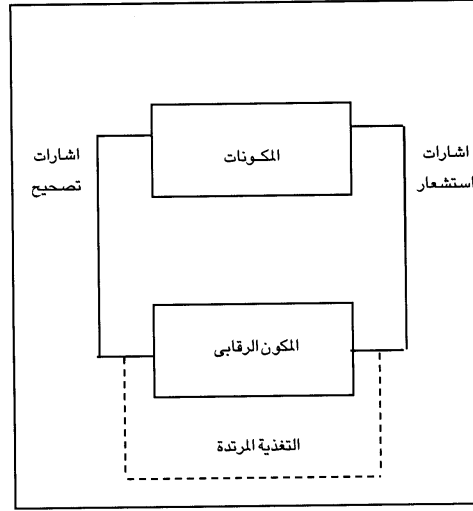 المكونات
اشارات
استشعار
اشارات
تصحيح
المكون الرقابى
التغذية المرتدة